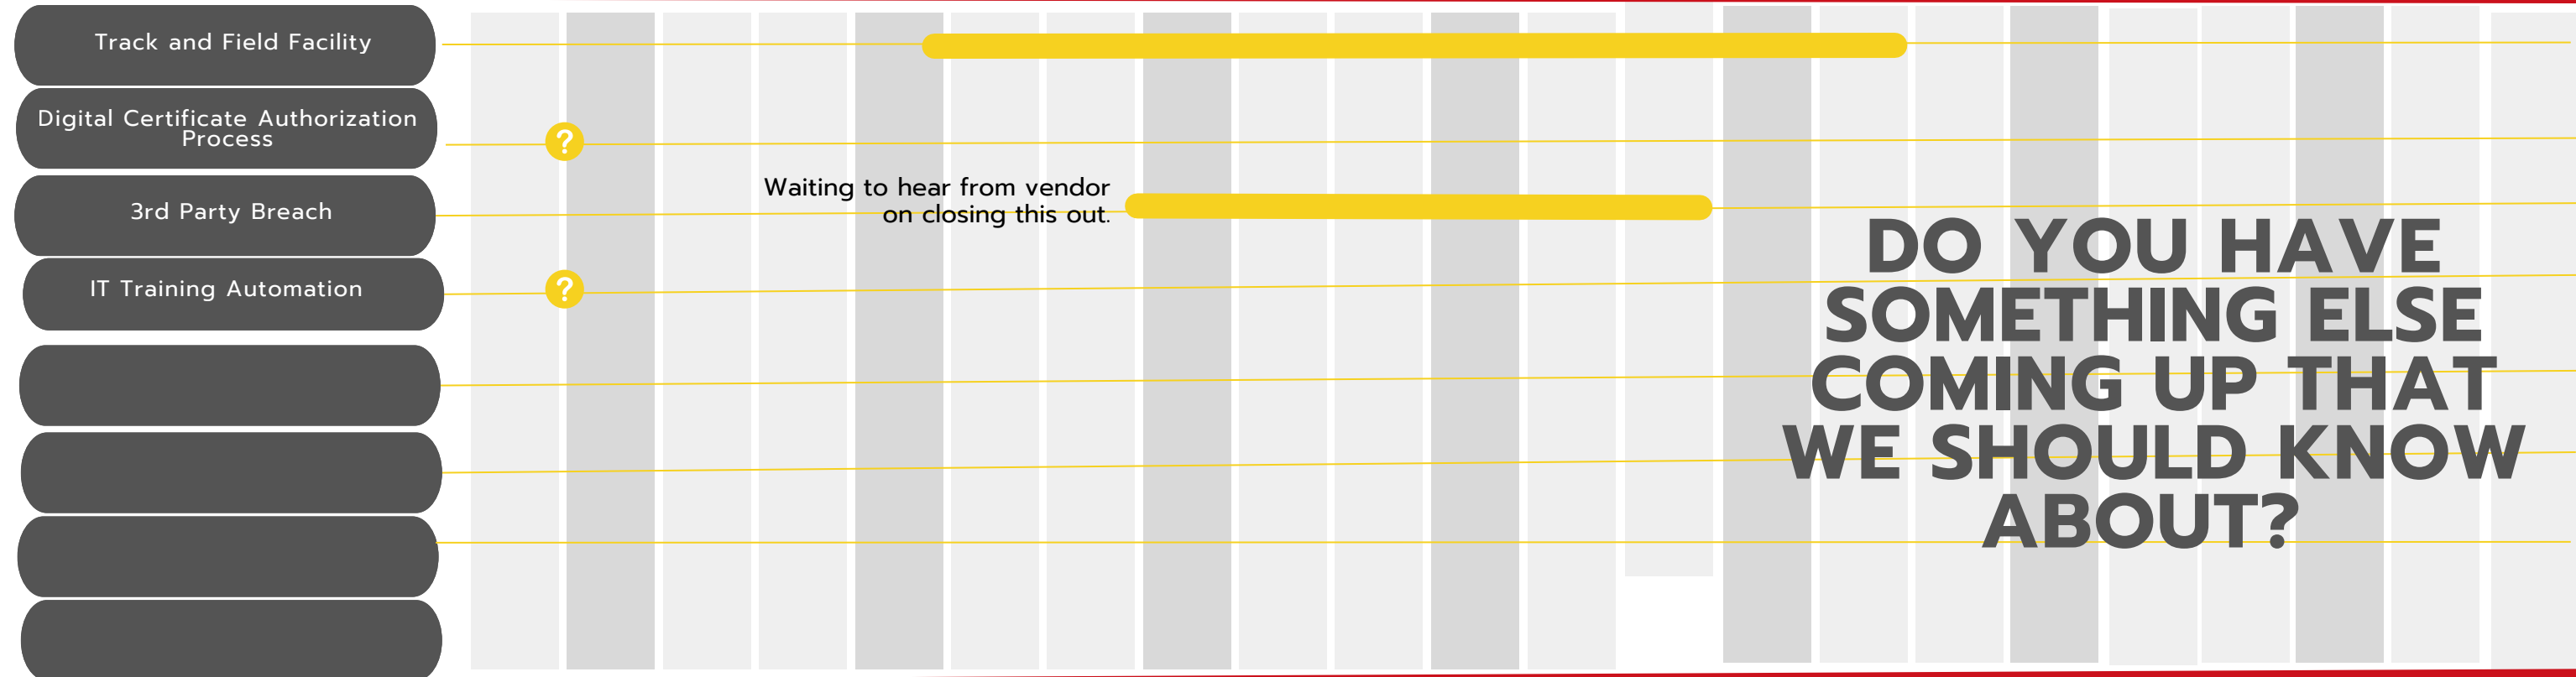 Track and Field Facility
Digital Certificate Authorization
Process
?
Waiting to hear from vendor
on closing this out.
3rd Party Breach
IT Training Automation
?
DO YOU HAVE
SOMETHING ELSE
COMING UP THAT
WE SHOULD KNOW
ABOUT?